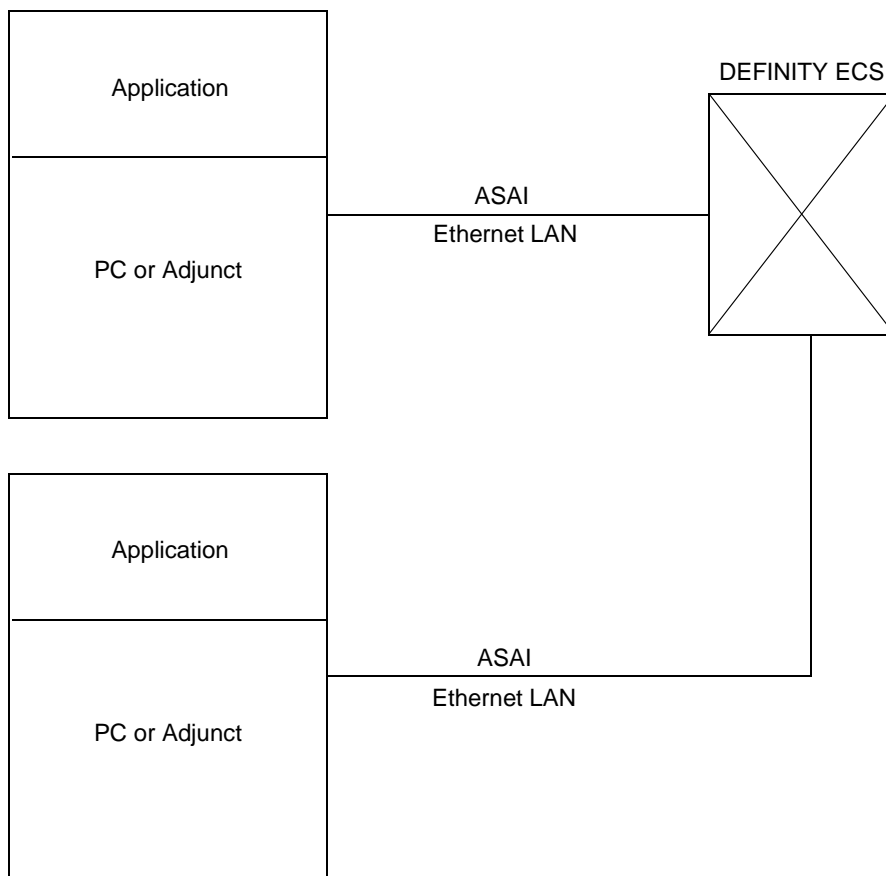 DEFINITY ECS
Application
ASAI
Ethernet LAN
PC or Adjunct
Application
ASAI
Ethernet LAN
PC or Adjunct